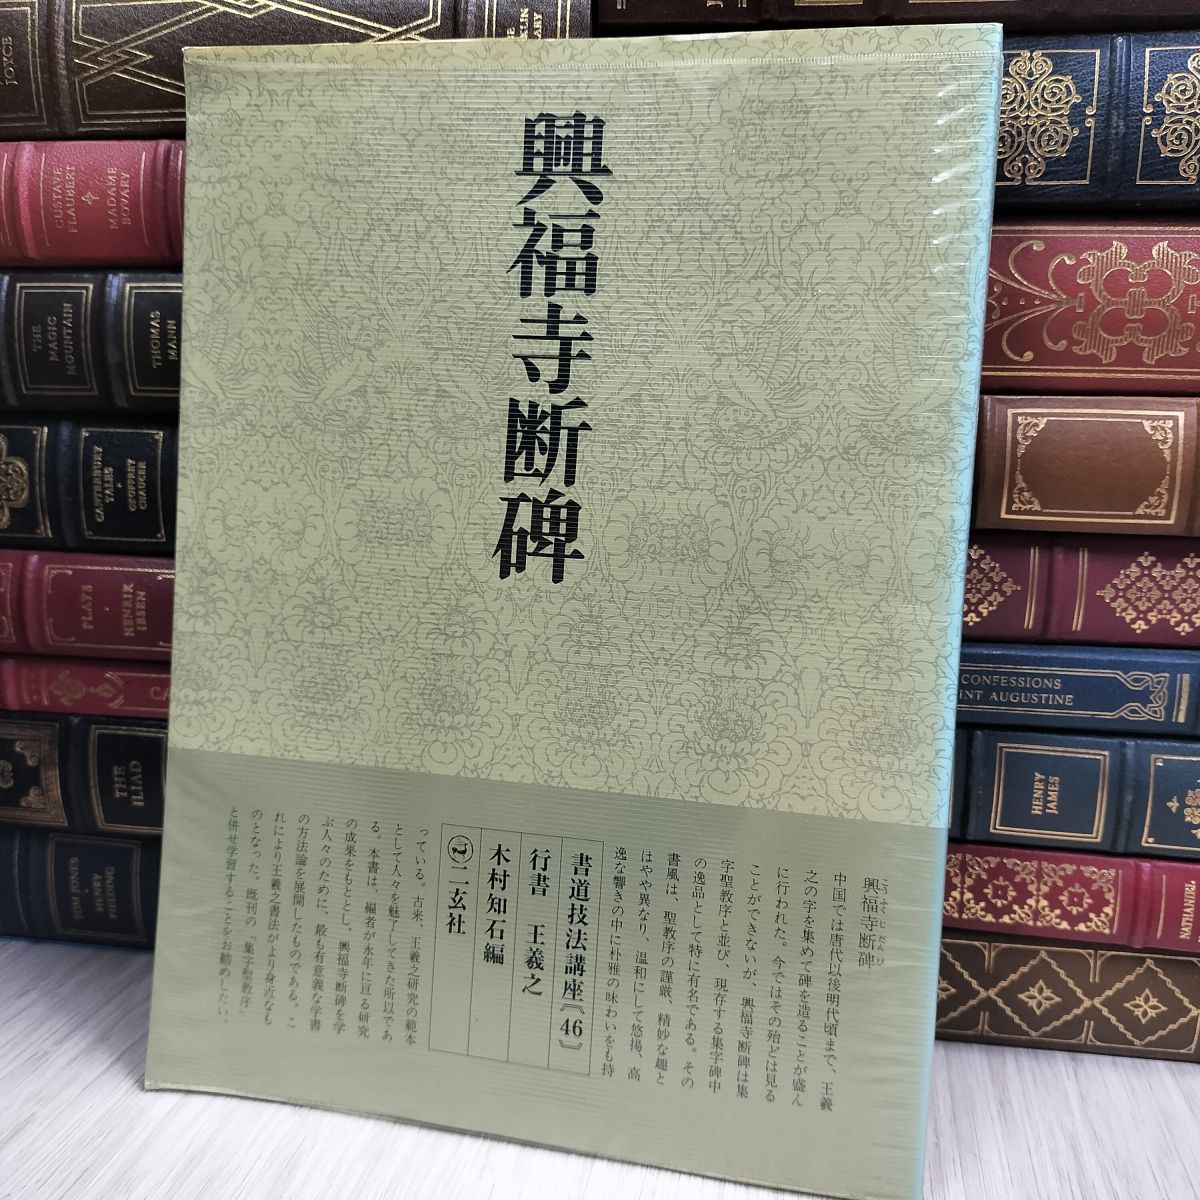 興福寺断碑
こうふくじだんぴ
興福寺断碑
中国では唐代以後明代頃まで、王羲
之の字を集めて碑を造ることが盛ん
に行われた。今ではその殆どは見る
ことができないが、興福寺断碑は集
字聖教序と並び、現存する集字碑中
の逸品として特に有名である。その
書風は、聖教序の謹厳、精妙な趣と
はやや異なり、温和にして悠揚、高
逸な響きの中に朴雅の味わいをも持
書道技法講座《46》
行書 王羲之
木村知石編
二玄社
っている。古来、王羲之研究の範本
として人々を魅了してきた所以であ
る。本書は、編者が永年に亘る研究
の成果をもととし、興福寺断碑を学
ぶ人々のために、最も有意義な学書
の方法論を展開したものである。こ
れにより王羲之書法がより身近なも
のとなった。既刊の「集字聖教序」
と併せ学習することをお勧めしたい。
JOYCE
GUSTAVE
FLAUBERT
MADAME
BOVARY
THE
MAGIC
MOUNTAIN
THOMAS
MANN
CANTERBURY
TALES
GEOFFREY
CHAUCER
PLAYS
HENRIK
IBSEN
THE
ILIAD
TOM JONES
HENRY
FIELDING
CONFESSIONS
AUGUSTINE
HENRY
JAMES
NATHANIEL